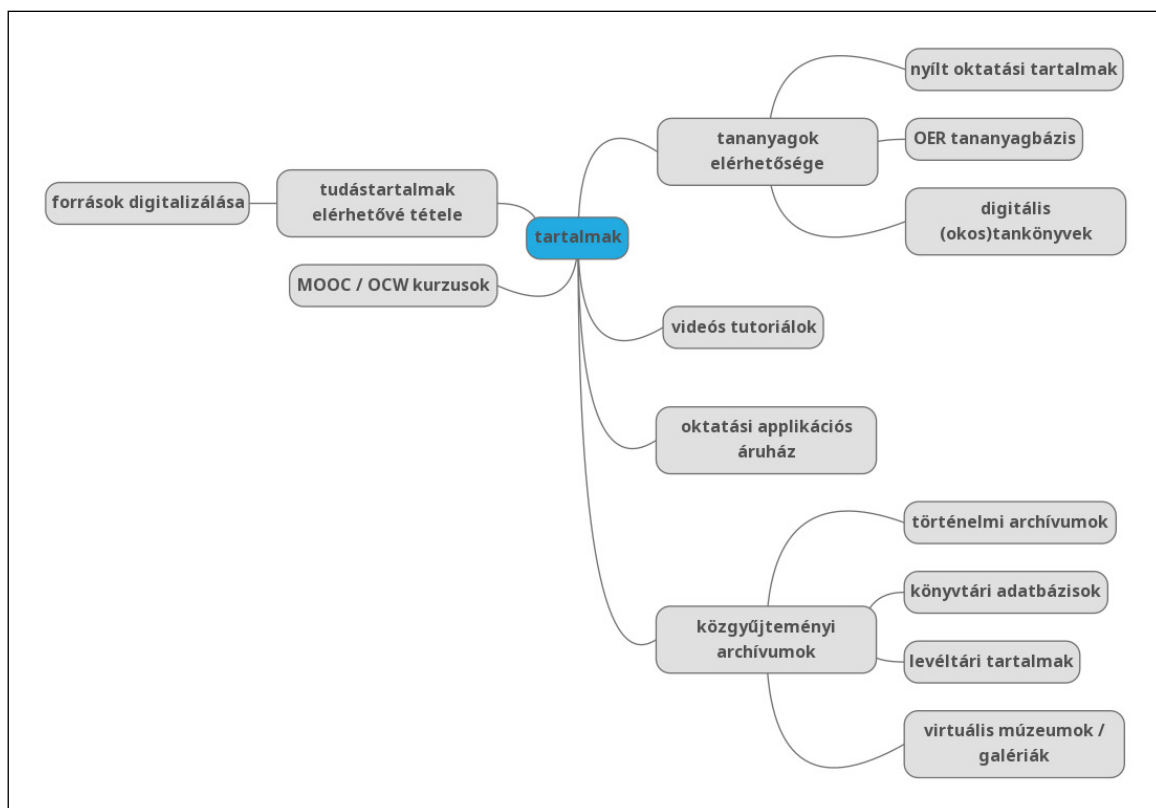 források digitalizálása
tudástartalmak
elérhetővé tétele
MOOC / OCW kurzusok
tartalmak
tananyagok
elérhetősége
nyílt oktatási tartalmak
OER tananyagbázis
digitális
(okos)tankönyvek
videós tutoriálok
oktatási applikációs
áruház
közgyűjteményi
archívumok
történelmi archívumok
könyvtári adatbázisok
levéltári tartalmak
virtuális múzeumok /
galériák